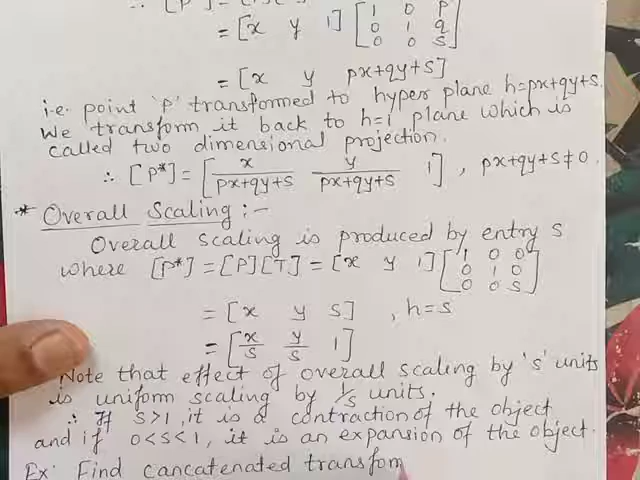 ∴ [P*] =
= [x y 1] [1 0 p
0 1 q
0 0 s]
= [x y px+qy+s]
i.e. point 'p' transformed to hyper plane h=px+qy+s.
We transform it back to h=1 plane which is
called two dimensional projection.
∴ [P*] = [x/px+qy+s y/px+qy+s 1], px+qy+s≠0.
* Overall Scaling :-
Overall scaling is produced by entry s
where [P*] = [P][T] = [x y 1] [1 0 0
0 1 0
0 0 s]
= [x y s] , h=s
= [x/s y/s 1]
Note that effect of overall scaling by 's' units
is uniform scaling by 1/s units.
∴ If s>1, it is a contraction of the object
and if 0<s<1, it is an expansion of the object.
Ex: Find cancatenated transfom